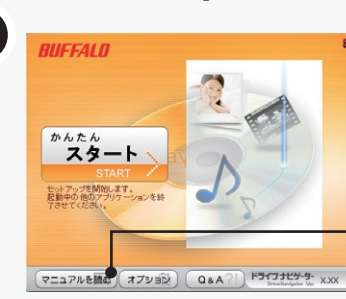 BUFFALO
かんたん
スタート
START
セットアップを開始します。
起動中の他のアプリケーションを終
了させてください。
マニュアルを読む オプション Q&A?! ドライブナビゲーター X.XX
DriveNavigator Ver